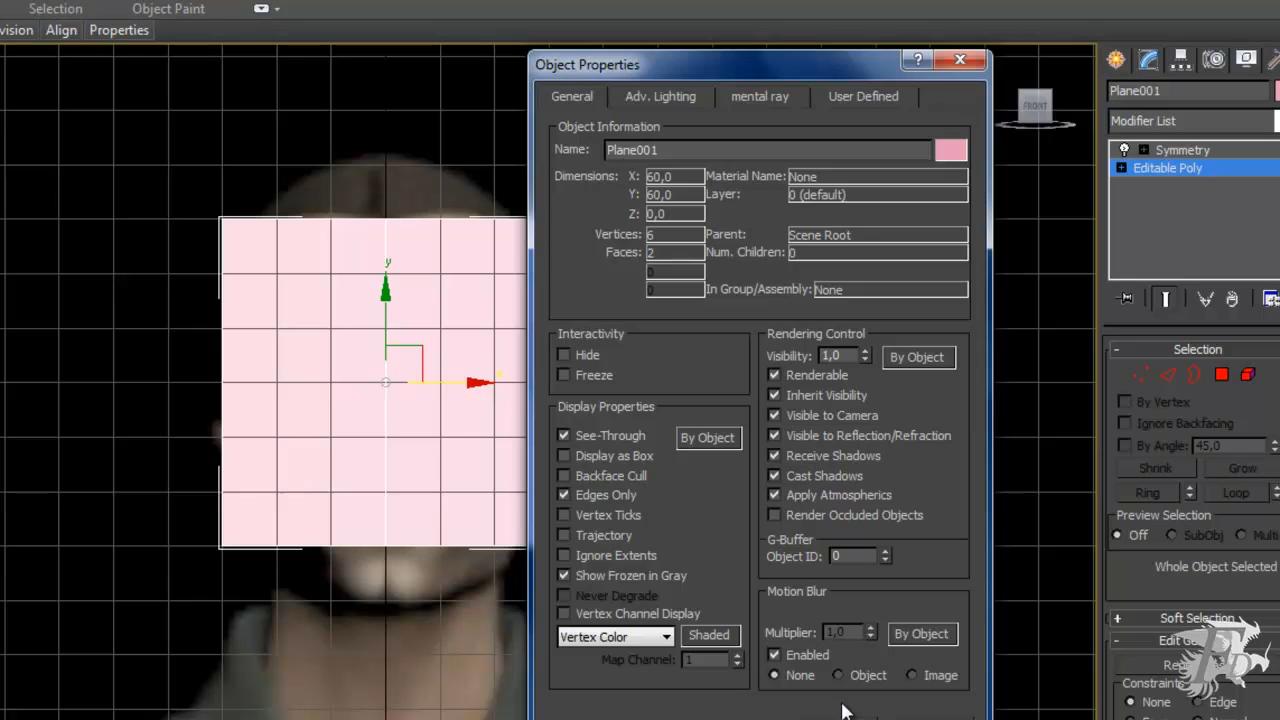 Selection Object Paint
vision Align Properties
Object Properties
?
General Adv. Lighting mental ray User Defined
Object Information
Name: Plane001
Dimensions: X: 60,0 Material Name: None
Y: 60,0 Layer: 0 (default)
Z: 0,0
Vertices: 6 Parent: Scene Root
Faces: 2 Num. Children: 0
0
0 In Group/Assembly: None
Interactivity
Hide
Freeze
Display Properties
See-Through By Object
Display as Box
Backface Cull
Edges Only
Vertex Ticks
Trajectory
Ignore Extents
Show Frozen in Gray
Never Degrade
Vertex Channel Display
Vertex Color Shaded
Map Channel: 1
Rendering Control
Visibility: 1,0 By Object
Renderable
Inherit Visibility
Visible to Camera
Visible to Reflection/Refraction
Receive Shadows
Cast Shadows
Apply Atmospherics
Render Occluded Objects
G-Buffer
Object ID: 0
Motion Blur
Multiplier: 1,0 By Object
Enabled
None Object Image
y
x
FRONT
Plane001
Modifier List
Symmetry
Editable Poly
Selection
By Vertex
Ignore Backfacing
By Angle: 45,0
Shrink Grow
Ring Loop
Preview Selection
Off SubObj Multi
Whole Object Selected
Soft Selection
Constraints
None Edge